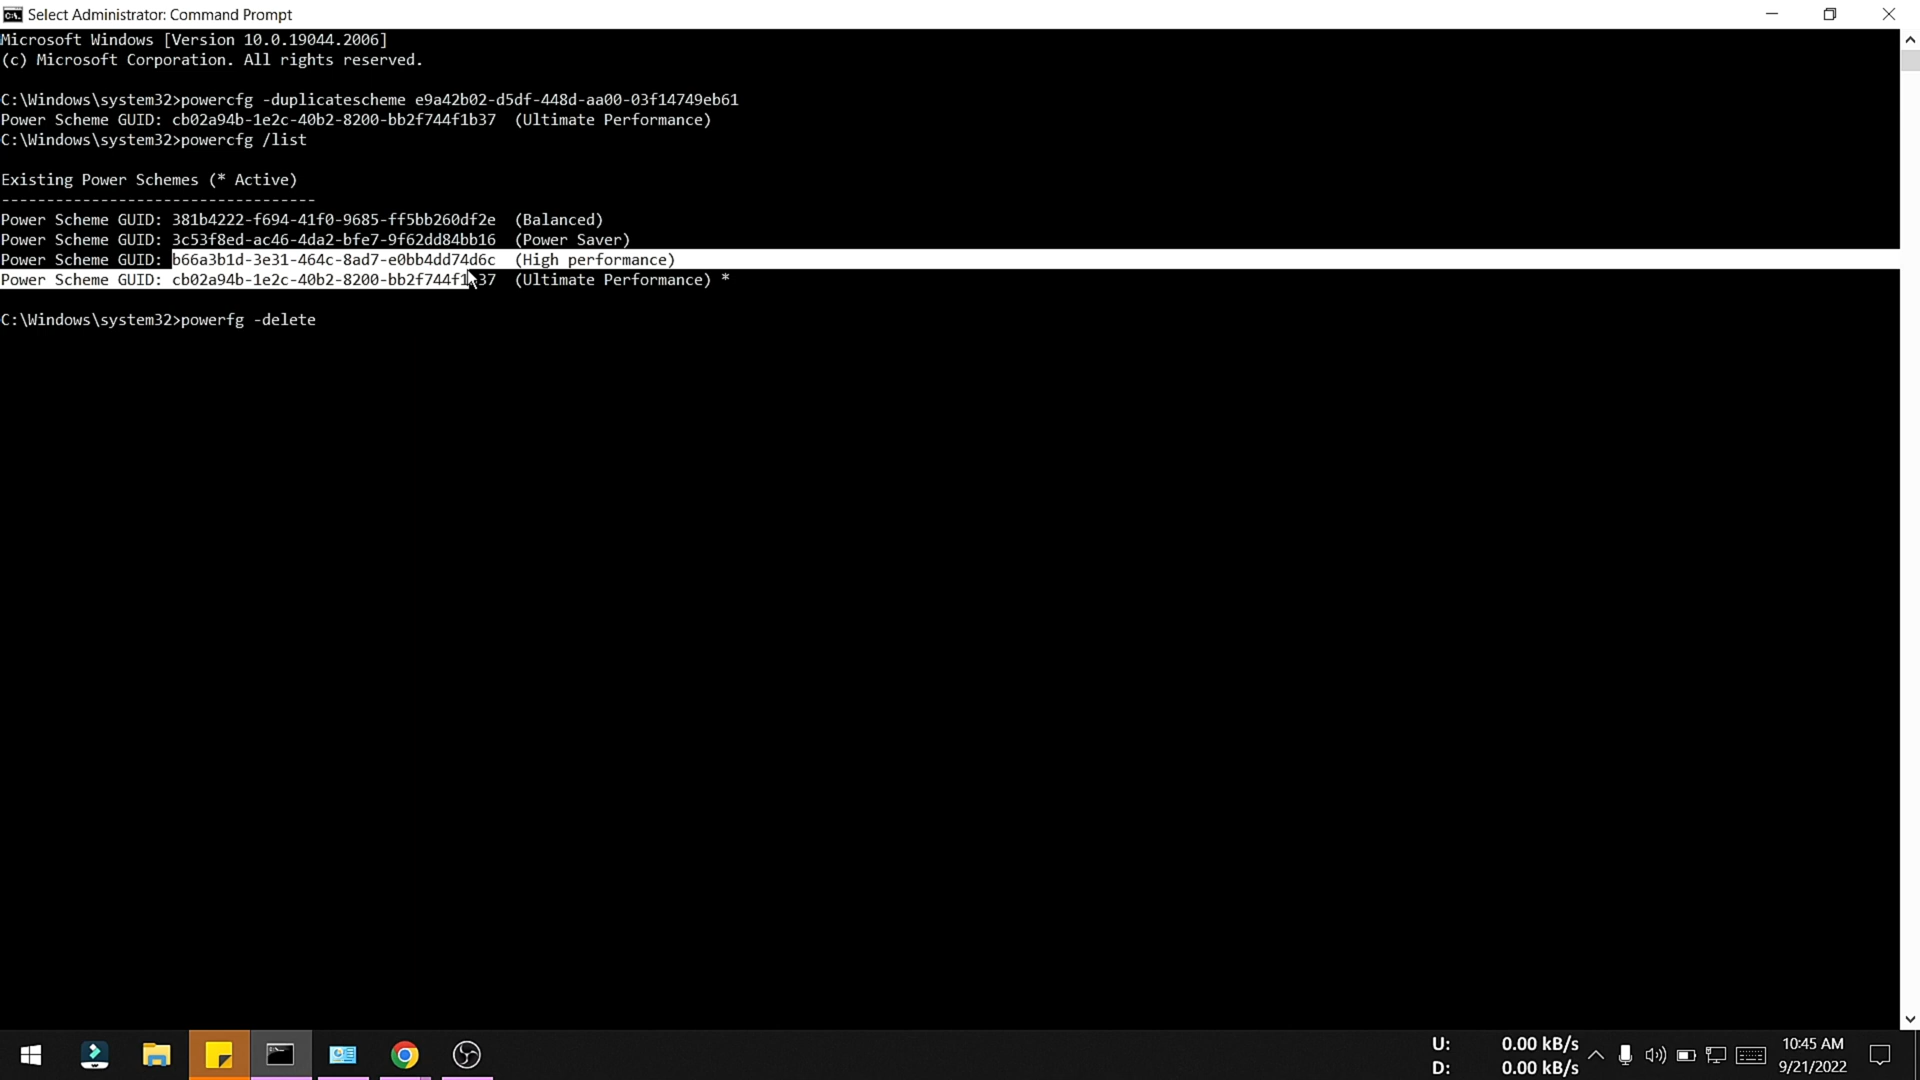 Select Administrator: Command Prompt
Microsoft Windows [Version 10.0.19044.2006]
(c) Microsoft Corporation. All rights reserved.
C:\Windows\system32>powercfg -duplicatescheme e9a42b02-d5df-448d-aa00-03f14749eb61
Power Scheme GUID: cb02a94b-1e2c-40b2-8200-bb2f744f1b37  (Ultimate Performance)
C:\Windows\system32>powercfg /list
Existing Power Schemes (* Active)
-----------------------------------
Power Scheme GUID: 381b4222-f694-41f0-9685-ff5bb260df2e  (Balanced)
Power Scheme GUID: 3c53f8ed-ac46-4da2-bfe7-9f62dd84bb16  (Power Saver)
Power Scheme GUID: b66a3b1d-3e31-464c-8ad7-e0bb4dd74d6c  (High performance)
Power Scheme GUID: cb02a94b-1e2c-40b2-8200-bb2f744f1b37  (Ultimate Performance) *
C:\Windows\system32>powerfg -delete
U: 0.00 kB/s
D: 0.00 kB/s
10:45 AM
9/21/2022